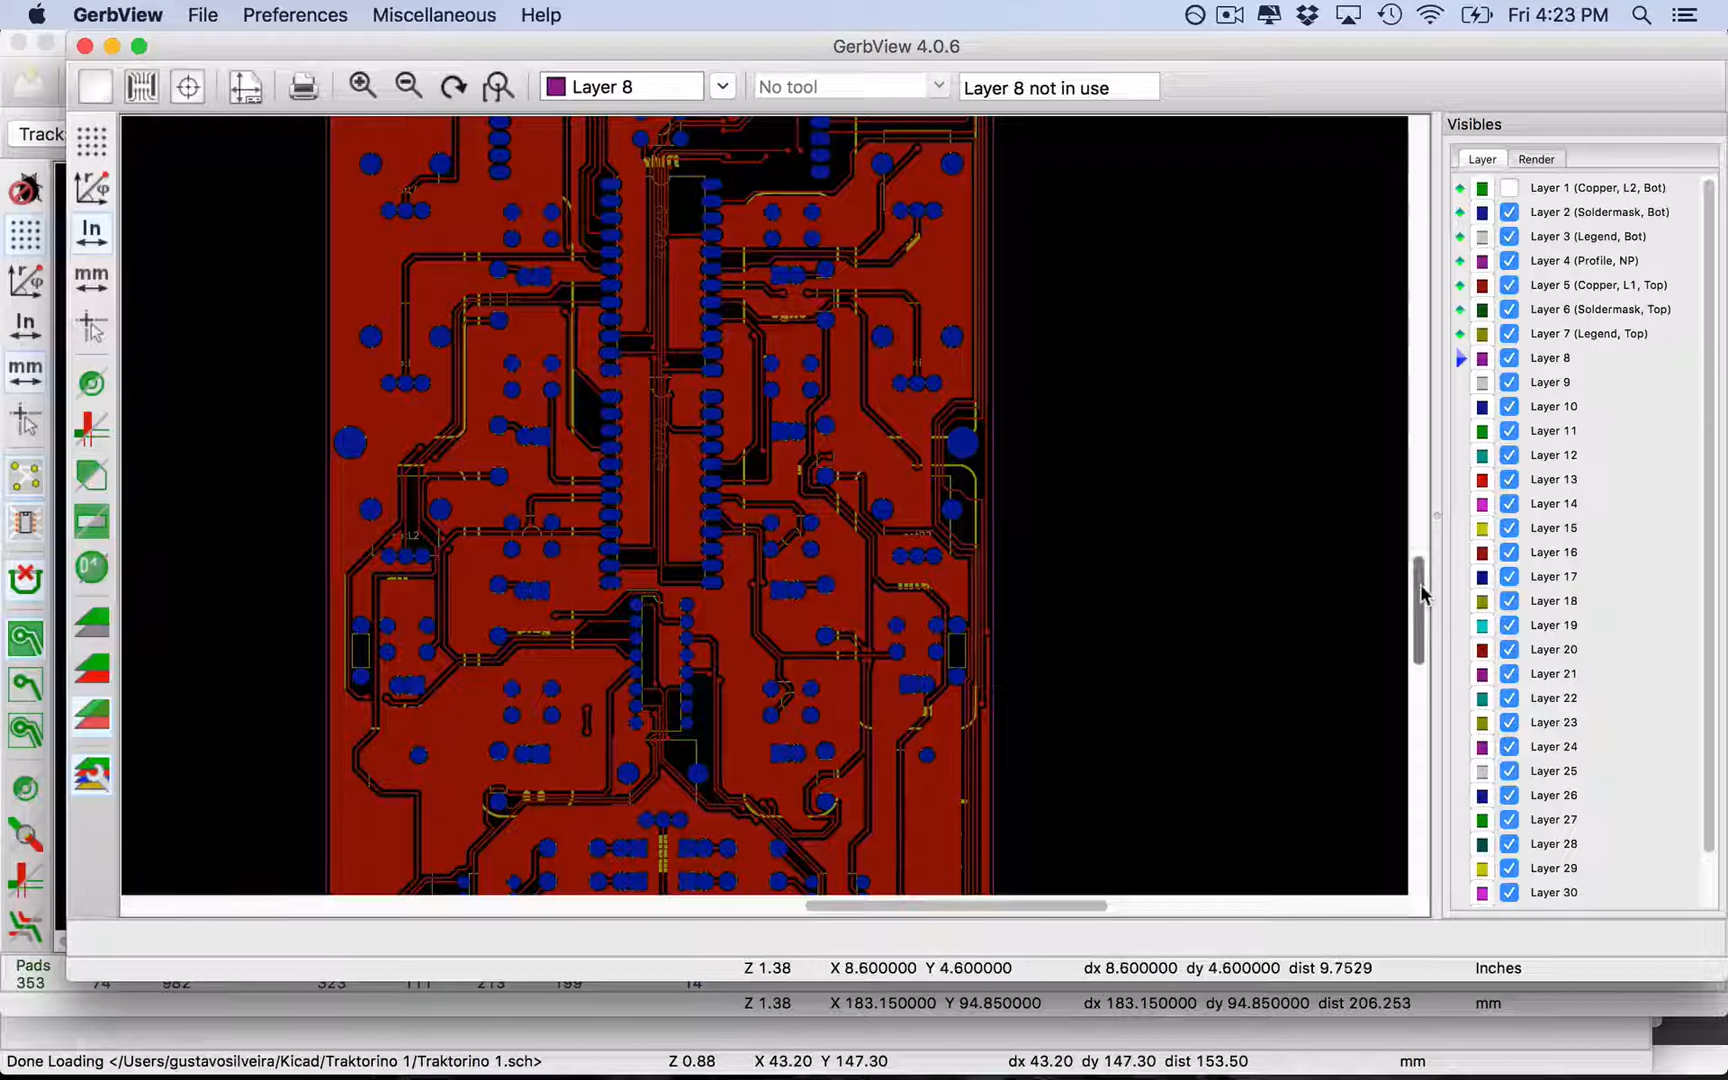 GerbView File Preferences Miscellaneous Help Fri 4:23 PM
GerbView 4.0.6
Layer 8 No tool Layer 8 not in use
Track
Visibles
Layer Render
In
mm
In
mm
Layer 1 (Copper, L2, Bot)
Layer 2 (Soldermask, Bot)
Layer 3 (Legend, Bot)
Layer 4 (Profile, NP)
Layer 5 (Copper, L1, Top)
Layer 6 (Soldermask, Top)
Layer 7 (Legend, Top)
Layer 8
Layer 9
Layer 10
Layer 11
Layer 12
Layer 13
Layer 14
Layer 15
Layer 16
Layer 17
Layer 18
Layer 19
Layer 20
Layer 21
Layer 22
Layer 23
Layer 24
Layer 25
Layer 26
Layer 27
Layer 28
Layer 29
Layer 30
Z 1.38 X 8.600000 Y 4.600000 dx 8.600000 dy 4.600000 dist 9.7529 Inches
Pads
353 74 982 323 111 213 199 14
Z 1.38 X 183.150000 Y 94.850000 dx 183.150000 dy 94.850000 dist 206.253 mm
Done Loading </Users/gustavosilveira/Kicad/Traktorino 1/Traktorino 1.sch> Z 0.88 X 43.20 Y 147.30 dx 43.20 dy 147.30 dist 153.50 mm